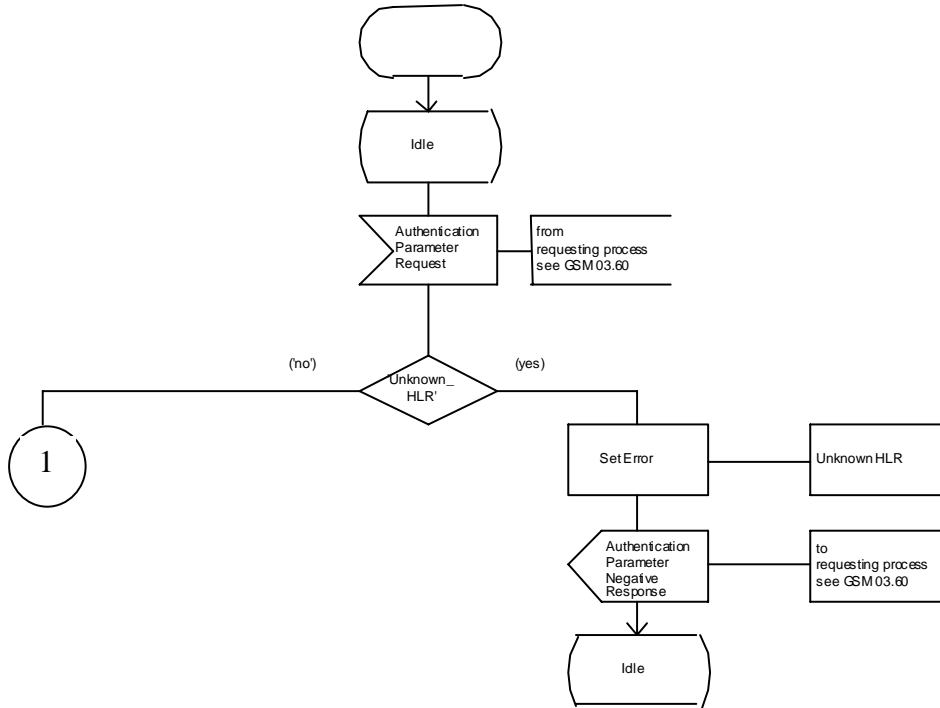 Idle
Authentication
Parameter
Request
from
requesting process
see GSM 03.60
('no')
'Unknown_
HLR'
(yes)
1
Set Error
Unknown HLR
Authentication
Parameter
Negative
Response
to
requesting process
see GSM 03.60
Idle